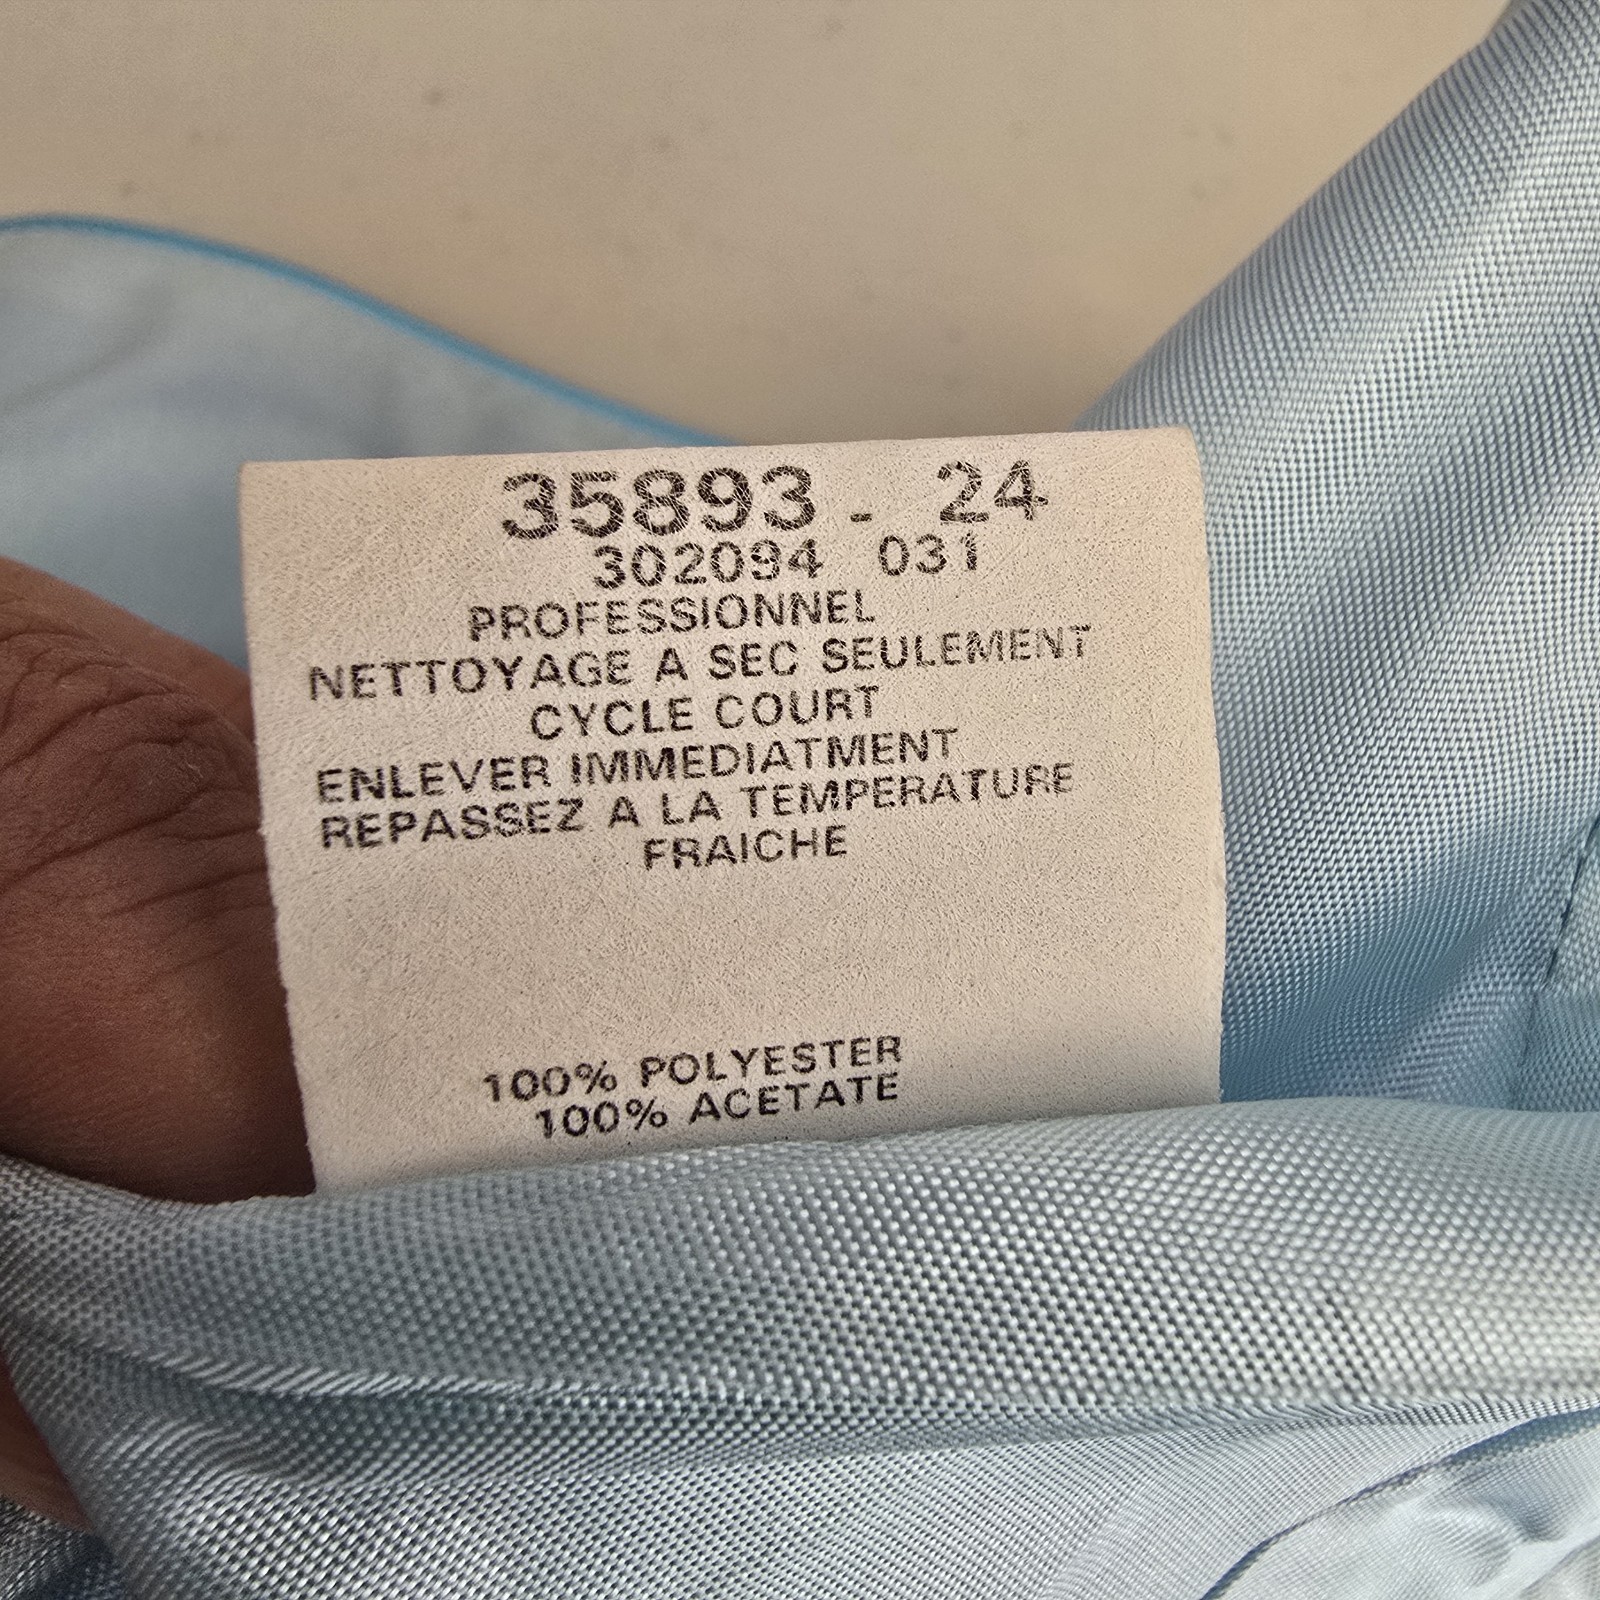 35893 - 24
302094 031
PROFESSIONNEL
NETTOYAGE A SEC SEULEMENT
CYCLE COURT
ENLEVER IMMEDIATMENT
REPASSEZ A LA TEMPERATURE
FRAICHE
100% POLYESTER
100% ACETATE